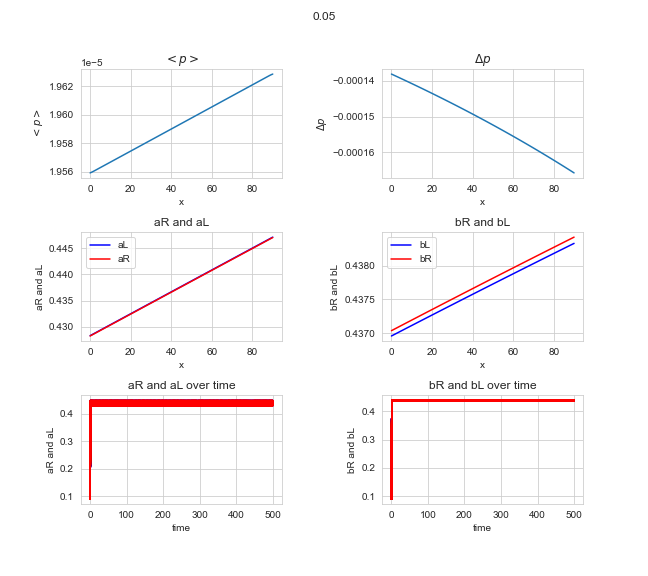 0.05
< p >
1e−5
1.962
1.960
1.958
1.956
< p >
0
20
40
60
80
x
Δp
−0.00014
−0.00015
−0.00016
Δp
0
20
40
60
80
x
aR and aL
aL
aR
0.445
0.440
0.435
0.430
aR and aL
0
20
40
60
80
x
bR and bL
bL
bR
0.4380
0.4375
0.4370
bR and bL
0
20
40
60
80
x
aR and aL over time
0.4
0.3
0.2
0.1
aR and aL
0
100
200
300
400
500
time
bR and bL over time
0.4
0.3
0.2
0.1
bR and bL
0
100
200
300
400
500
time